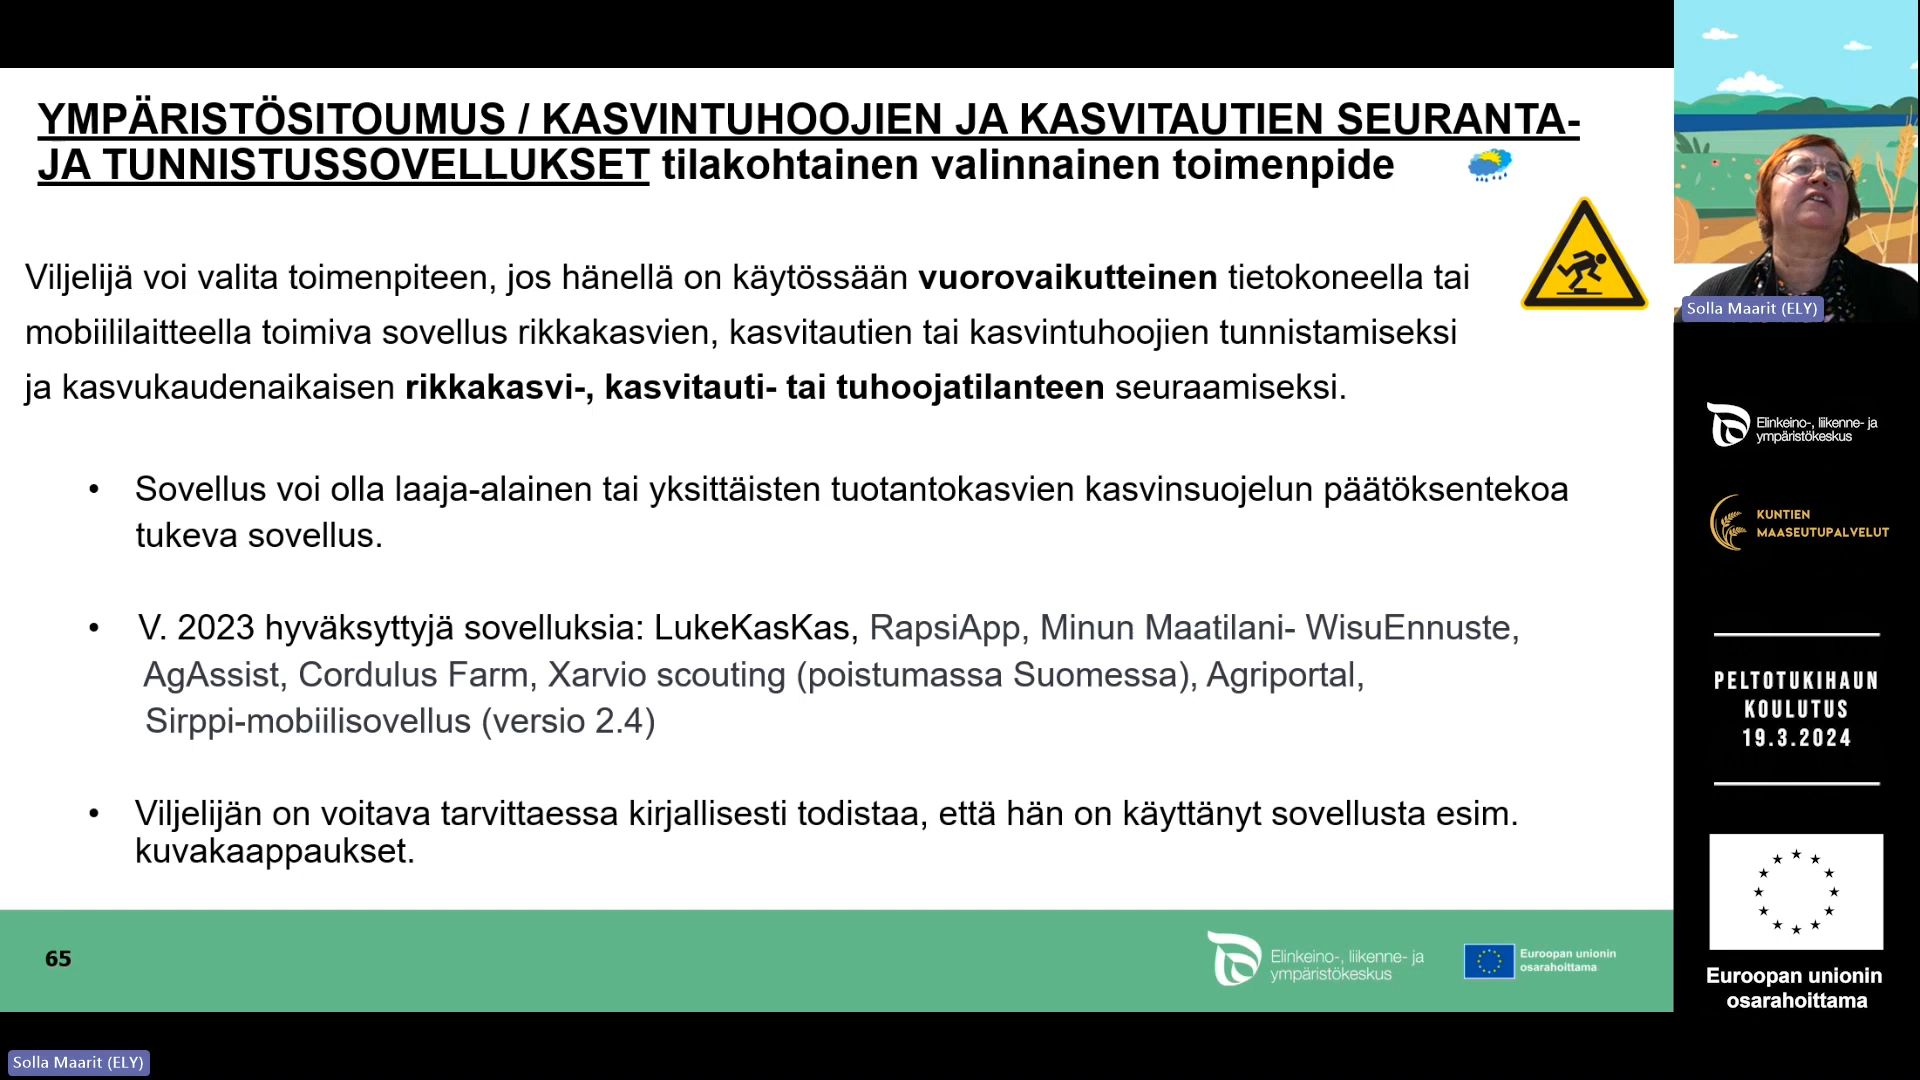 YMPÄRISTÖSITOUMUS / KASVINTUHOOJIEN JA KASVITAUTIEN SEURANTA-
JA TUNNISTUSSOVELLUKSET tilakohtainen valinnainen toimenpide
Viljelijä voi valita toimenpiteen, jos hänellä on käytössään vuorovaikutteinen tietokoneella tai
mobiililaitteella toimiva sovellus rikkakasvien, kasvitautien tai kasvintuhoojien tunnistamiseksi
ja kasvukaudenaikaisen rikkakasvi-, kasvitauti- tai tuhoojatilanteen seuraamiseksi.
• Sovellus voi olla laaja-alainen tai yksittäisten tuotantokasvien kasvinsuojelun päätöksentekoa
tukeva sovellus.
• V. 2023 hyväksyttyjä sovelluksia: LukeKasKas, RapsiApp, Minun Maatilani- WisuEnnuste,
AgAssist, Cordulus Farm, Xarvio scouting (poistumassa Suomessa), Agriportal,
Sirppi-mobiilisovellus (versio 2.4)
• Viljelijän on voitava tarvittaessa kirjallisesti todistaa, että hän on käyttänyt sovellusta esim.
kuvakaappaukset.
65
Elinkeino-, liikenne- ja
ympäristökeskus
Euroopan unionin
osarahoittama
Solla Maarit (ELY)
Solla Maarit (ELY)
Elinkeino-, liikenne- ja
ympäristökeskus
KUNTIEN
MAASEUTUPALVELUT
PELTOTUKIHAUN
KOULUTUS
19.3.2024
Euroopan unionin
osarahoittama